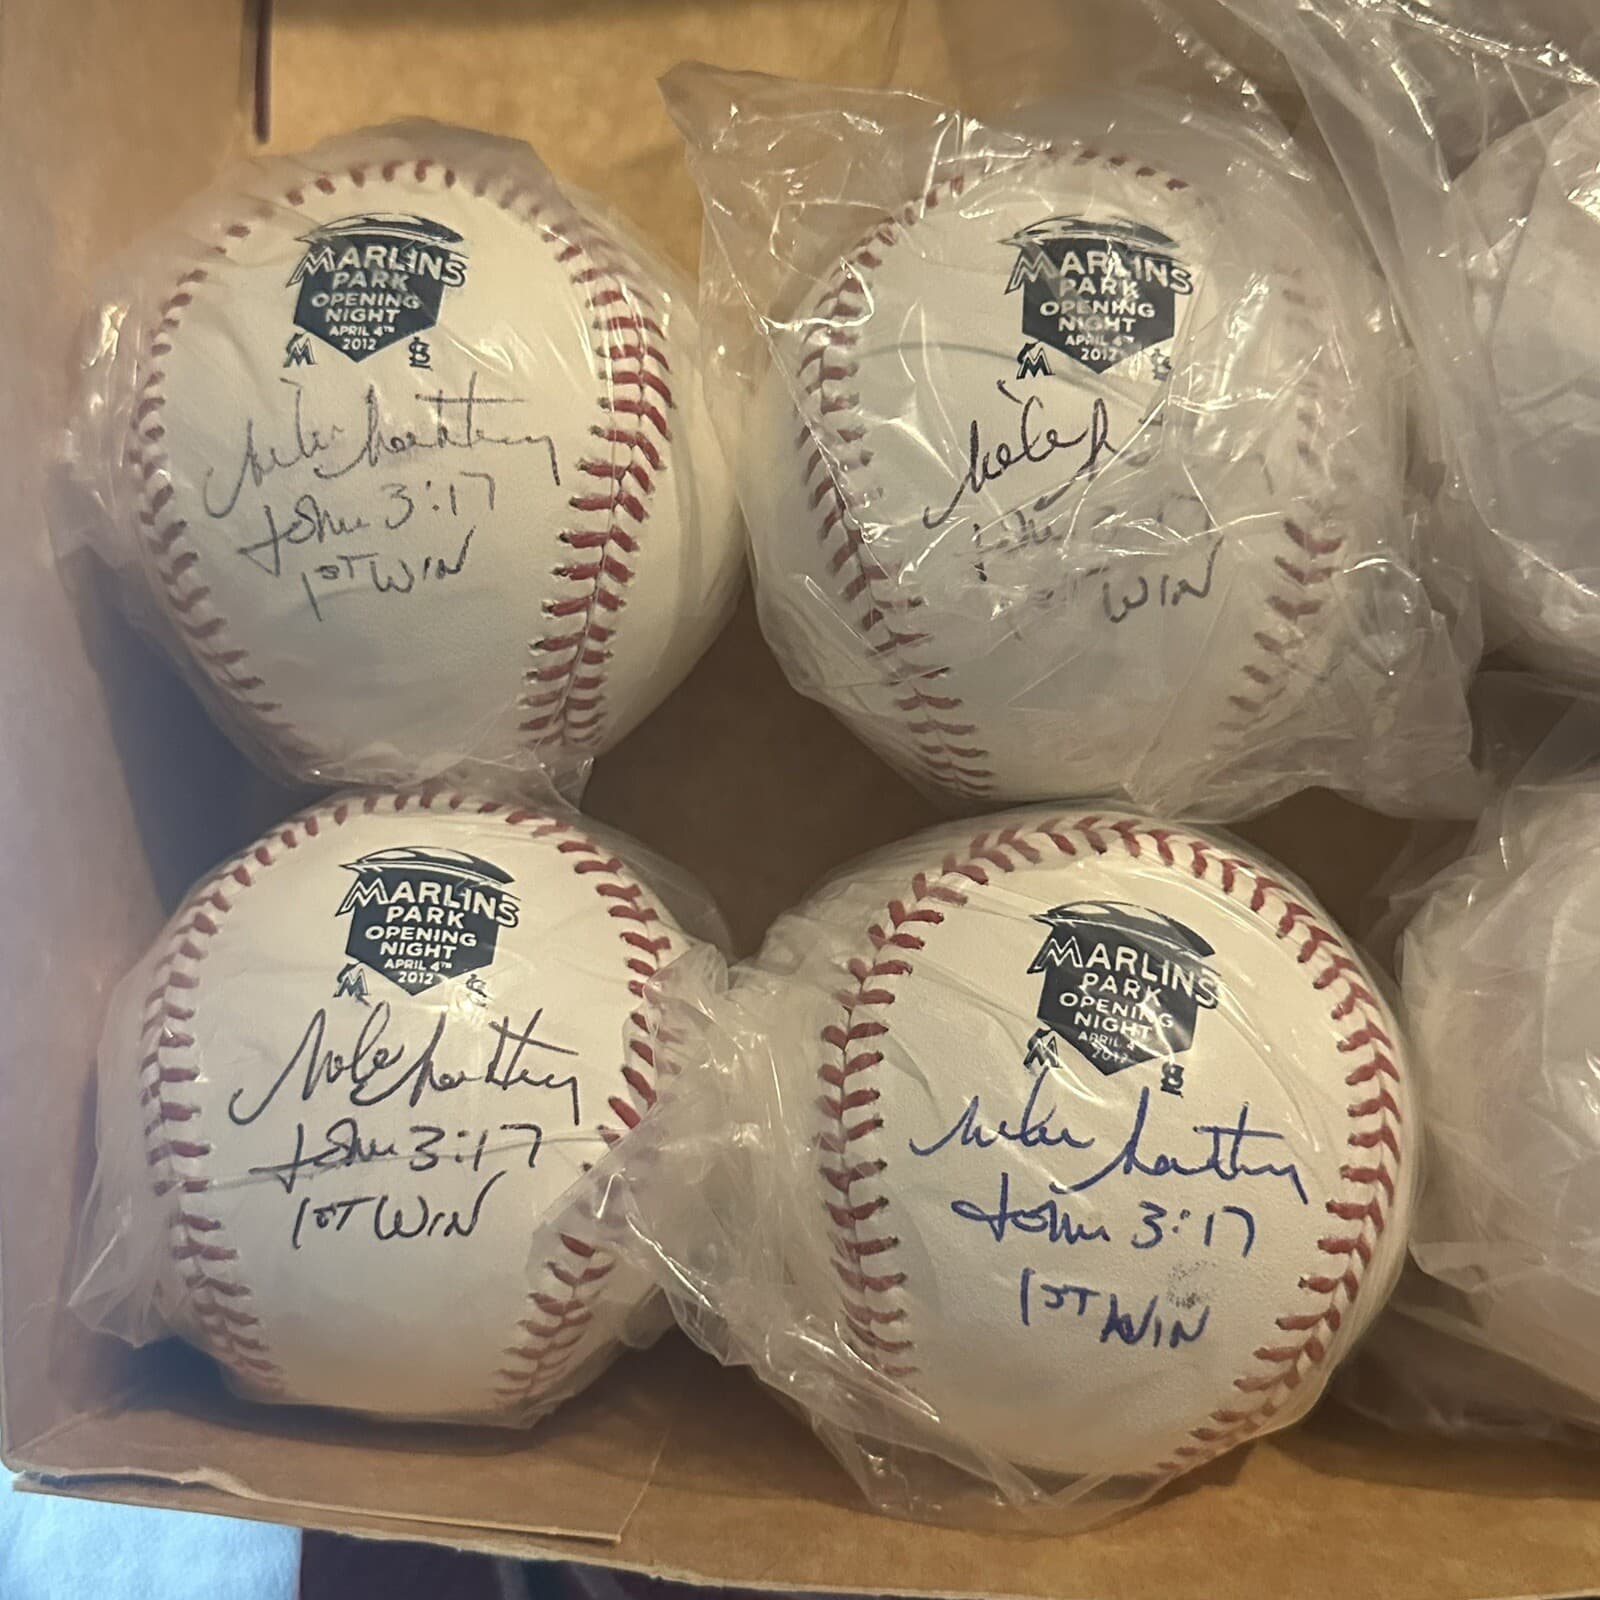 MARLINS
PARK
OPENING
NIGHT
APRIL 4TH
2012
John 3:17
1ST WIN
MARLINS
PARK
OPENING
NIGHT
APRIL 4TH
2012
WIN
MARLINS
PARK
OPENING
NIGHT
APRIL 4TH
2012
John 3:17
1ST WIN
MARLINS
PARK
OPENING
NIGHT
APRIL 4
2012
John 3:17
1ST WIN